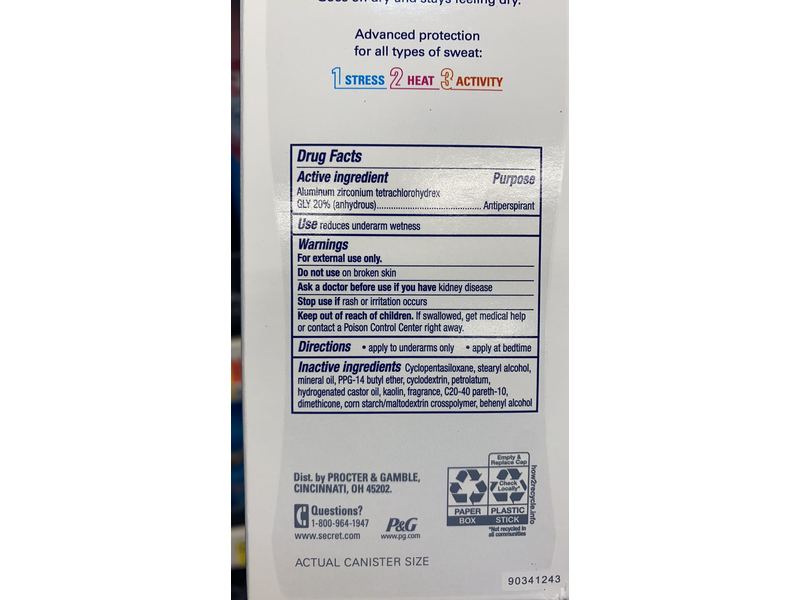 Goes on dry and stays feeling dry.
Advanced protection
for all types of sweat:
1 STRESS 2 HEAT 3 ACTIVITY
Drug Facts
Active ingredient Purpose
Aluminum zirconium tetrachlorohydrex
GLY 20% (anhydrous)....................................... Antiperspirant
Use reduces underarm wetness
Warnings
For external use only.
Do not use on broken skin
Ask a doctor before use if you have kidney disease
Stop use if rash or irritation occurs
Keep out of reach of children. If swallowed, get medical help
or contact a Poison Control Center right away.
Directions • apply to underarms only • apply at bedtime
Inactive ingredients Cyclopentasiloxane, stearyl alcohol,
mineral oil, PPG-14 butyl ether, cyclodextrin, petrolatum,
hydrogenated castor oil, kaolin, fragrance, C20-40 pareth-10,
dimethicone, corn starch/maltodextrin crosspolymer, behenyl alcohol
Dist. by PROCTER & GAMBLE,
CINCINNATI, OH 45202.
Questions?
1-800-964-1947
www.secret.com
P&G
www.pg.com
Empty &
Replace Cap
Check
Locally*
PAPER
BOX
PLASTIC
STICK
*Not recycled in
all communities
how2recycle.info
ACTUAL CANISTER SIZE
90341243